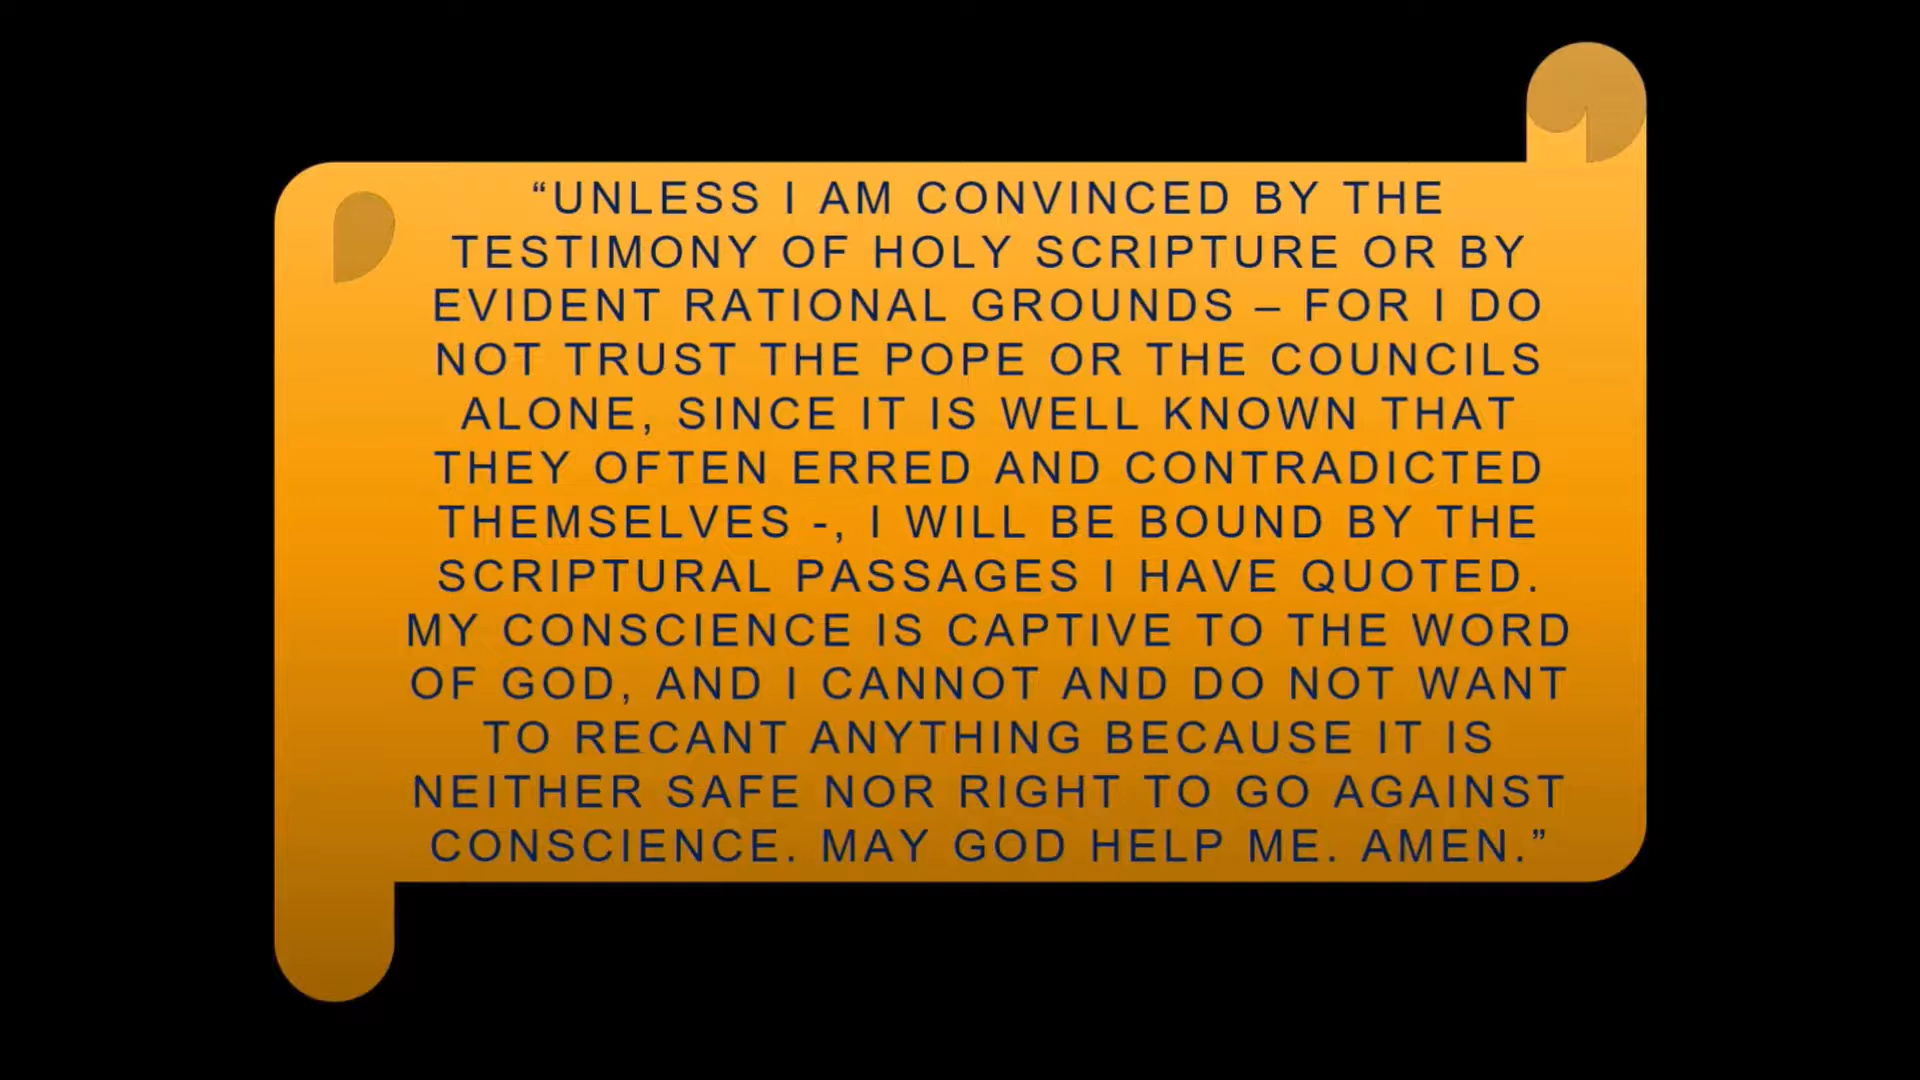 “UNLESS I AM CONVINCED BY THE
TESTIMONY OF HOLY SCRIPTURE OR BY
EVIDENT RATIONAL GROUNDS – FOR I DO
NOT TRUST THE POPE OR THE COUNCILS
ALONE, SINCE IT IS WELL KNOWN THAT
THEY OFTEN ERRED AND CONTRADICTED
THEMSELVES -, I WILL BE BOUND BY THE
SCRIPTURAL PASSAGES I HAVE QUOTED.
MY CONSCIENCE IS CAPTIVE TO THE WORD
OF GOD, AND I CANNOT AND DO NOT WANT
TO RECANT ANYTHING BECAUSE IT IS
NEITHER SAFE NOR RIGHT TO GO AGAINST
CONSCIENCE. MAY GOD HELP ME. AMEN.”